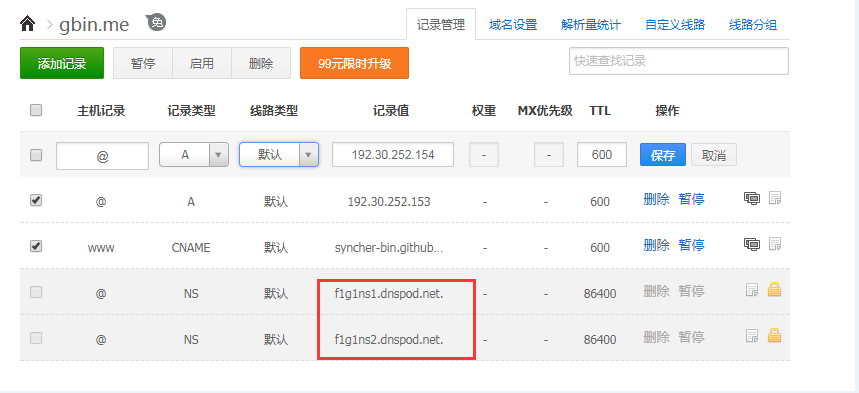 gbin.me 免
记录管理 域名设置 解析量统计 自定义线路 线路分组
添加记录 暂停 启用 删除 99元限时升级 快速查找记录
主机记录 记录类型 线路类型 记录值 权重 MX优先级 TTL 操作
@ A 默认 192.30.252.154 - - 600 保存 取消
@ A 默认 192.30.252.153 - - 600 删除 暂停
www CNAME 默认 syncher-bin.github... - - 600 删除 暂停
@ NS 默认 f1g1ns1.dnspod.net. - - 86400 删除 暂停
@ NS 默认 f1g1ns2.dnspod.net. - - 86400 删除 暂停